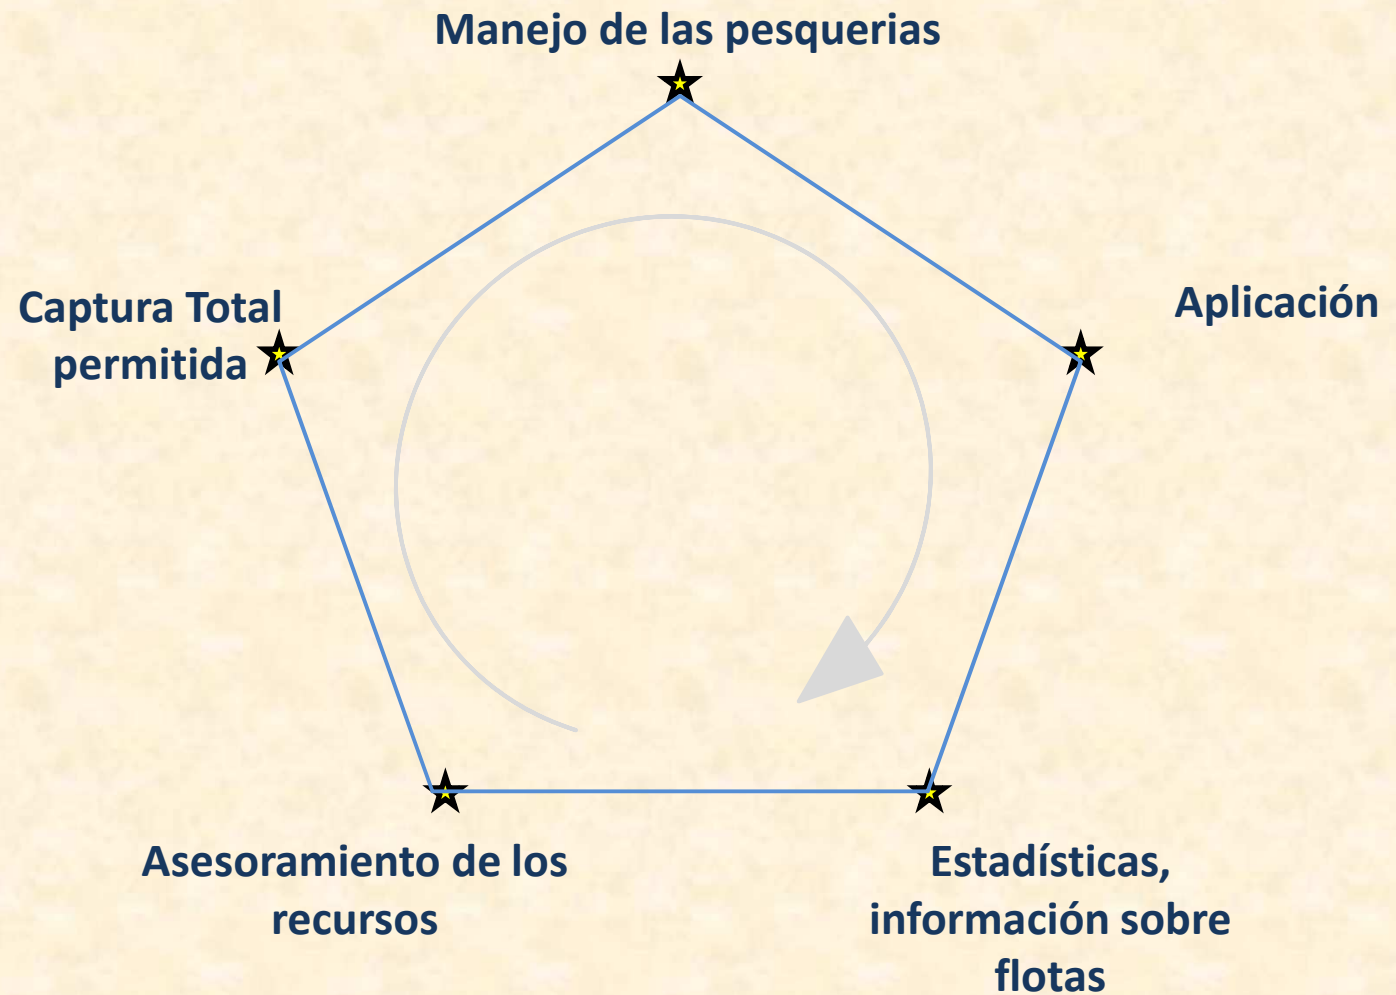 Manejo de las pesquerias
Captura Total
permitida
Aplicación
Asesoramiento de los
recursos
Estadísticas,
información sobre
flotas